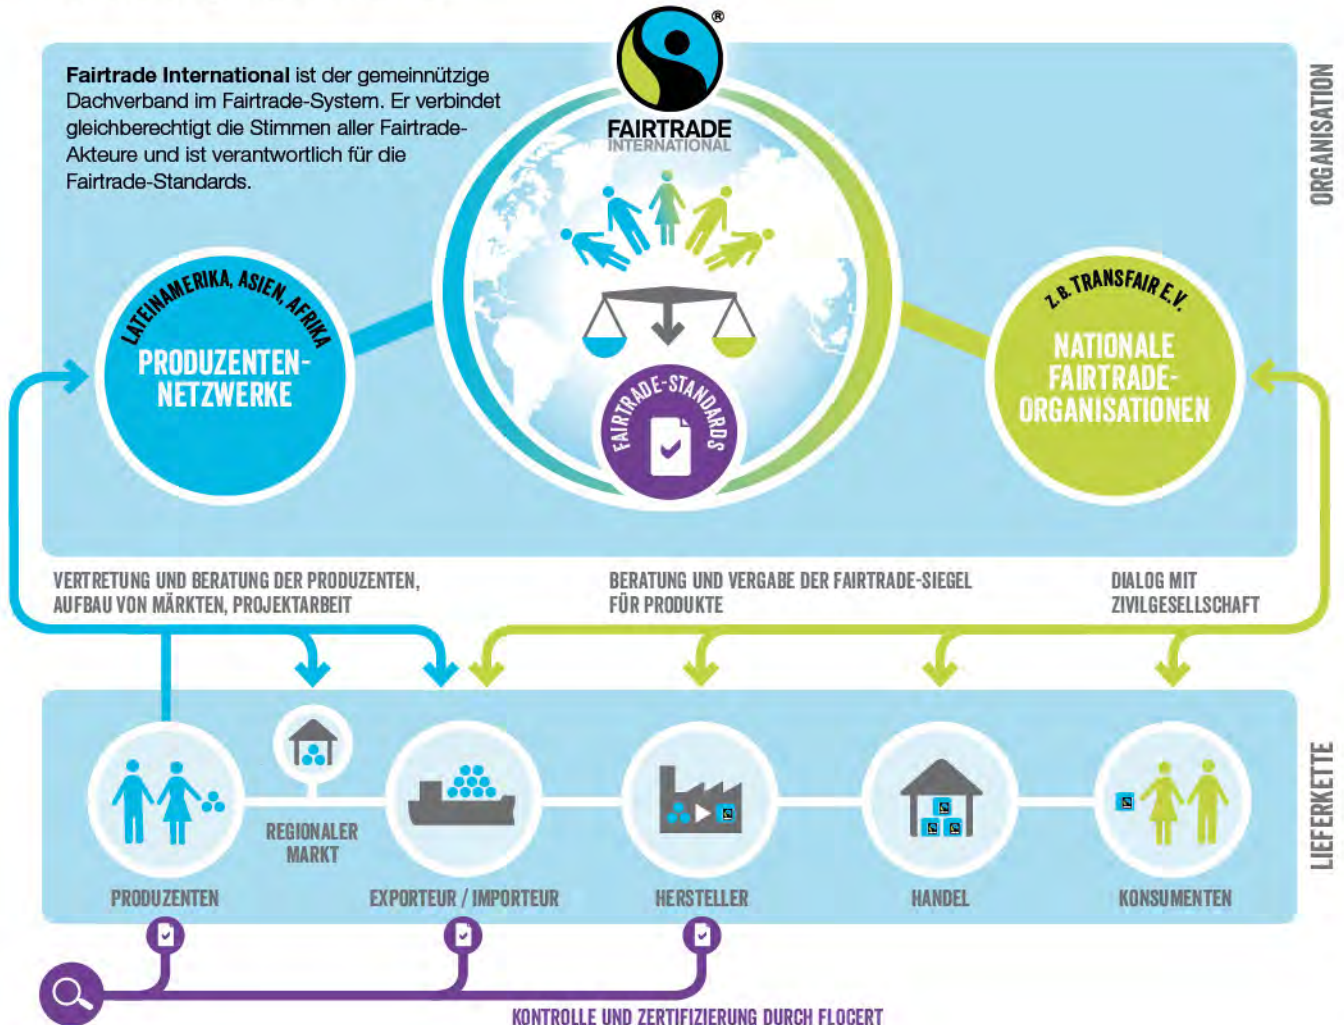 ®
FAIRTRADE
INTERNATIONAL
Fairtrade International ist der gemeinnützige
Dachverband im Fairtrade-System. Er verbindet
gleichberechtigt die Stimmen aller Fairtrade-
Akteure und ist verantwortlich für die
Fairtrade-Standards.
ORGANISATION
LATEINAMERIKA, ASIEN, AFRIKA
PRODUZENTEN-
NETZWERKE
FAIRTRADE-STANDARDS
Z. B. TRANSFAIR E.V.
NATIONALE
FAIRTRADE-
ORGANISATIONEN
VERTRETUNG UND BERATUNG DER PRODUZENTEN,
AUFBAU VON MÄRKTEN, PROJEKTARBEIT
BERATUNG UND VERGABE DER FAIRTRADE-SIEGEL
FÜR PRODUKTE
DIALOG MIT
ZIVILGESELLSCHAFT
LIEFERKETTE
REGIONALER
MARKT
PRODUZENTEN
EXPORTEUR / IMPORTEUR
HERSTELLER
HANDEL
KONSUMENTEN
KONTROLLE UND ZERTIFIZIERUNG DURCH FLOCERT